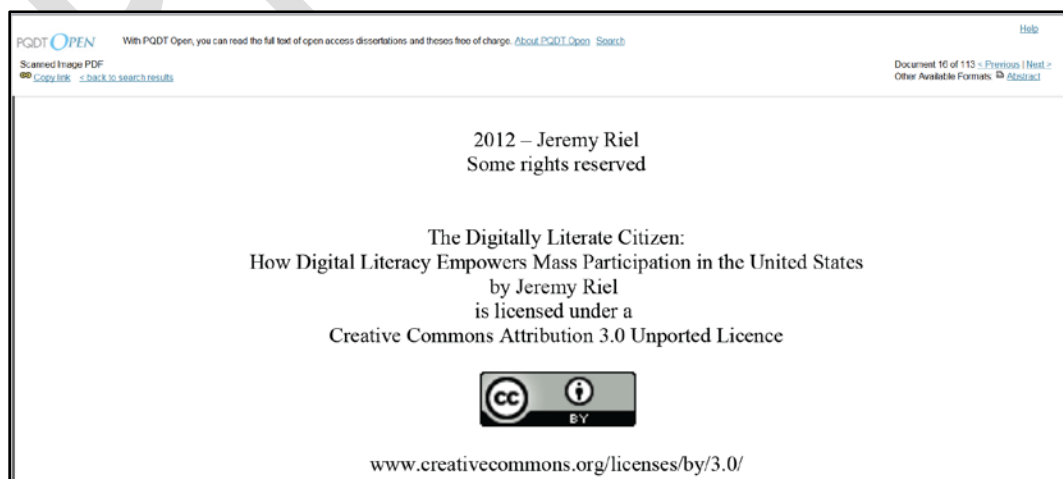 PQDT OPEN With PQDT Open, you can read the full text of open access dissertations and theses free of charge. About PQDT Open Search
Help
Scanned Image PDF
Copy link < back to search results
Document 16 of 113 < Previous | Next >
Other Available Formats: Abstract
2012 – Jeremy Riel
Some rights reserved
The Digitally Literate Citizen:
How Digital Literacy Empowers Mass Participation in the United States
by Jeremy Riel
is licensed under a
Creative Commons Attribution 3.0 Unported Licence
cc
BY
www.creativecommons.org/licenses/by/3.0/